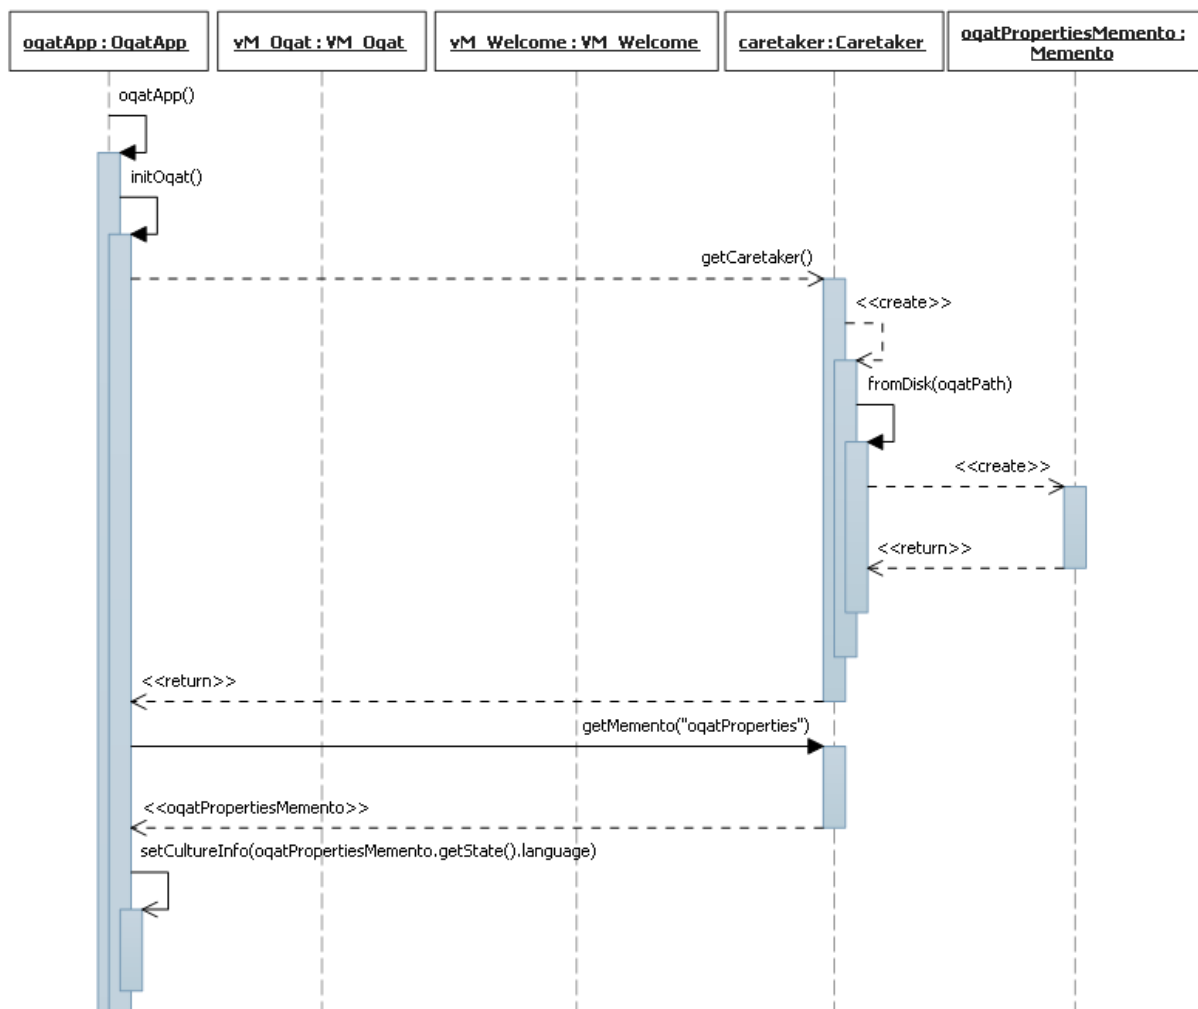 oqatApp : OqatApp
vM_Oqat : VM_Oqat
vM_Welcome : VM_Welcome
caretaker : Caretaker
oqatPropertiesMemento :
Memento
oqatApp()
initOqat()
getCaretaker()
<<create>>
fromDisk(oqatPath)
<<create>>
<<return>>
<<return>>
getMemento("oqatProperties")
<<oqatPropertiesMemento>>
setCultureInfo(oqatPropertiesMemento.getState().language)